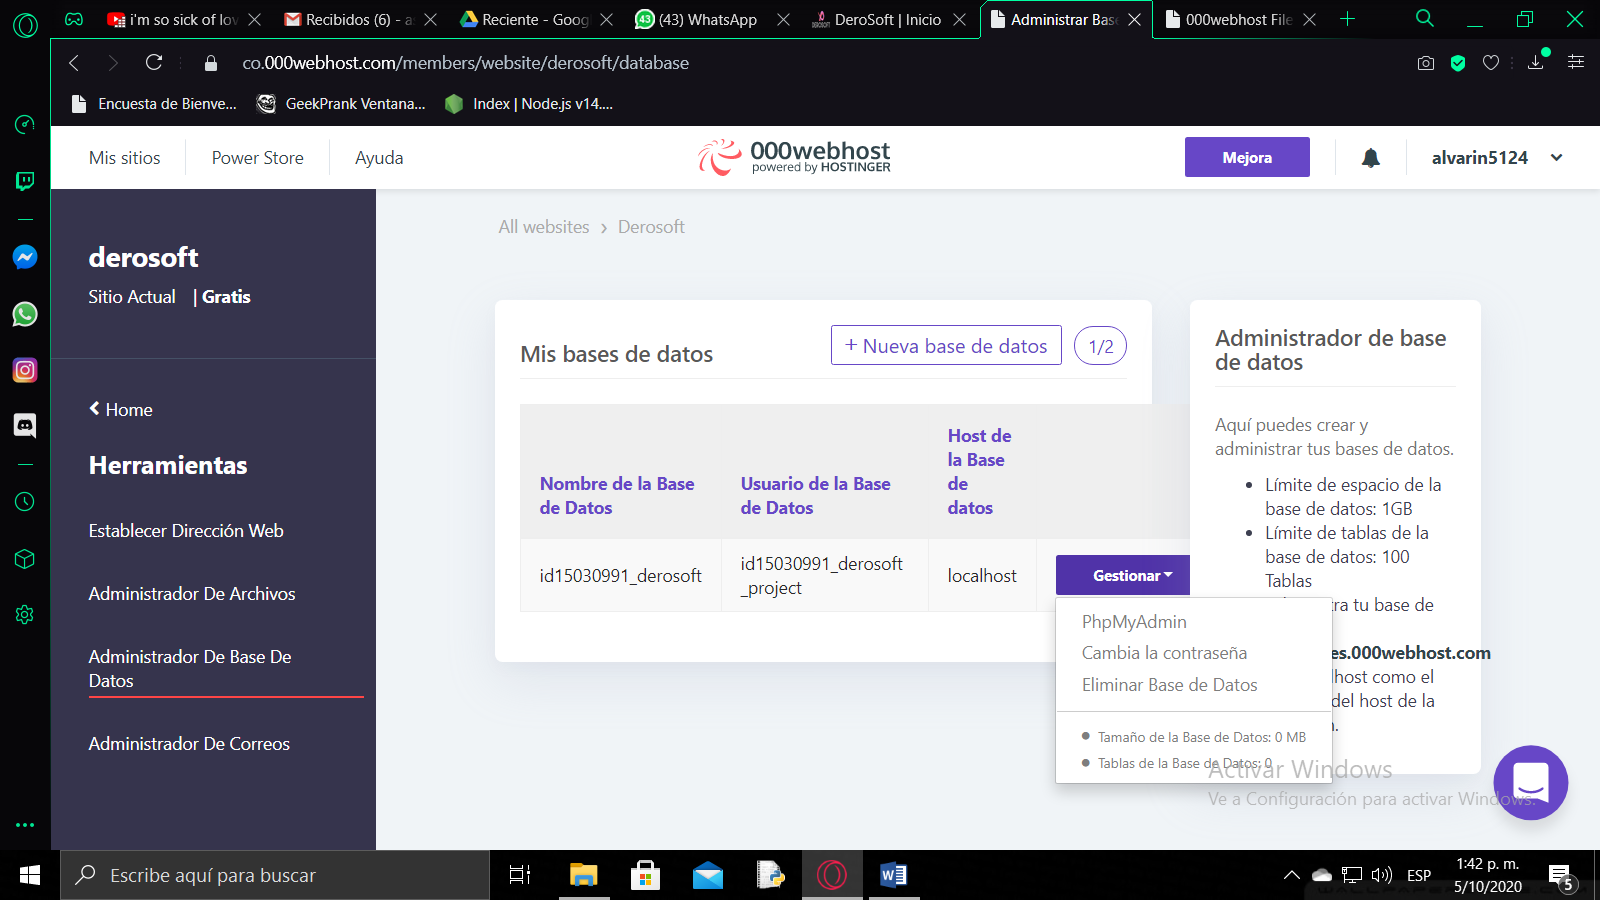 i'm so sick of lov
Recibidos (6) - a
Reciente - Goog
43
(43) WhatsApp
DeroSoft | Inicio
Administrar Base
000webhost File
co.000webhost.com/members/website/derosoft/database
Encuesta de Bienve...
GeekPrank Ventana...
Index | Node.js v14....
Mis sitios
Power Store
Ayuda
000webhost
powered by HOSTINGER
Mejora
alvarin5124
derosoft
Sitio Actual | Gratis
Home
Herramientas
Establecer Dirección Web
Administrador De Archivos
Administrador De Base De
Datos
Administrador De Correos
All websites › Derosoft
Mis bases de datos
+ Nueva base de datos
1/2
Nombre de la Base
de Datos
Usuario de la Base
de Datos
Host de
la Base
de
datos
id15030991_derosoft
id15030991_derosoft
_project
localhost
Gestionar
PhpMyAdmin
Cambia la contraseña
Eliminar Base de Datos
Tamaño de la Base de Datos: 0 MB
Tablas de la Base de Datos: 0
Administrador de base
de datos
Aquí puedes crear y
administrar tus bases de datos.
Límite de espacio de la
base de datos: 1GB
Límite de tablas de la
base de datos: 100
Tablas
tra tu base de
es.000webhost.com
lhost como el
del host de la
Activar Windows
Ve a Configuración para activar Windows.
Escribe aquí para buscar
ESP
1:42 p. m.
5/10/2020
5